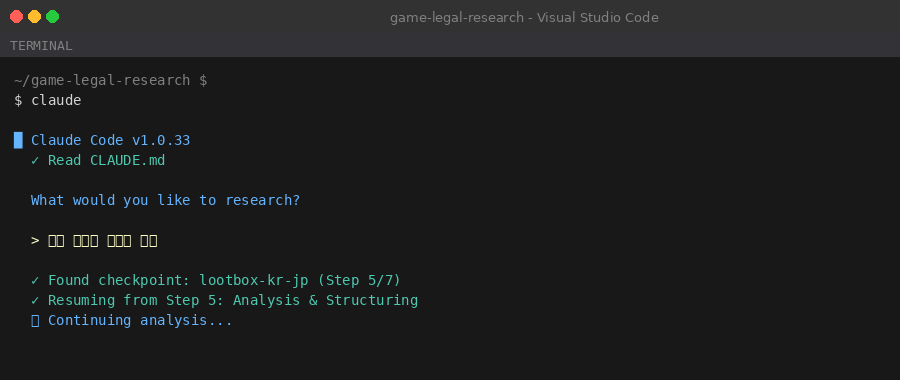 game-legal-research - Visual Studio Code
TERMINAL
~/game-legal-research $
$ claude
Claude Code v1.0.33
✓ Read CLAUDE.md
What would you like to research?
>
✓ Found checkpoint: lootbox-kr-jp (Step 5/7)
✓ Resuming from Step 5: Analysis & Structuring
Continuing analysis...